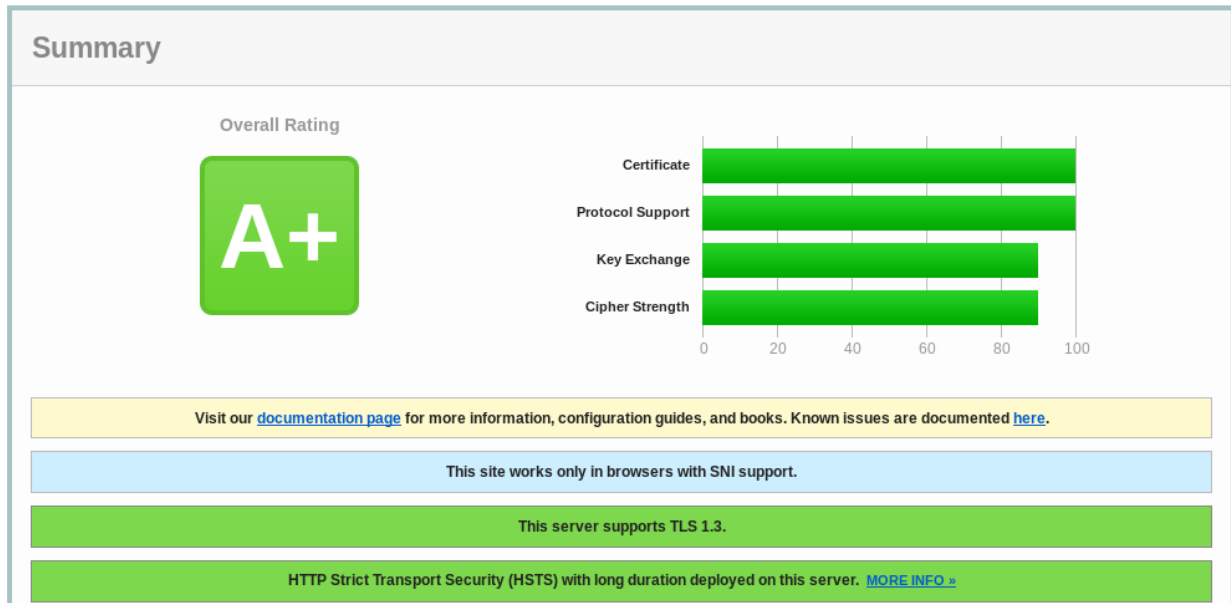 Summary
Overall Rating
A+
Certificate
Protocol Support
Key Exchange
Cipher Strength
0 20 40 60 80 100
Visit our documentation page for more information, configuration guides, and books. Known issues are documented here.
This site works only in browsers with SNI support.
This server supports TLS 1.3.
HTTP Strict Transport Security (HSTS) with long duration deployed on this server. MORE INFO »